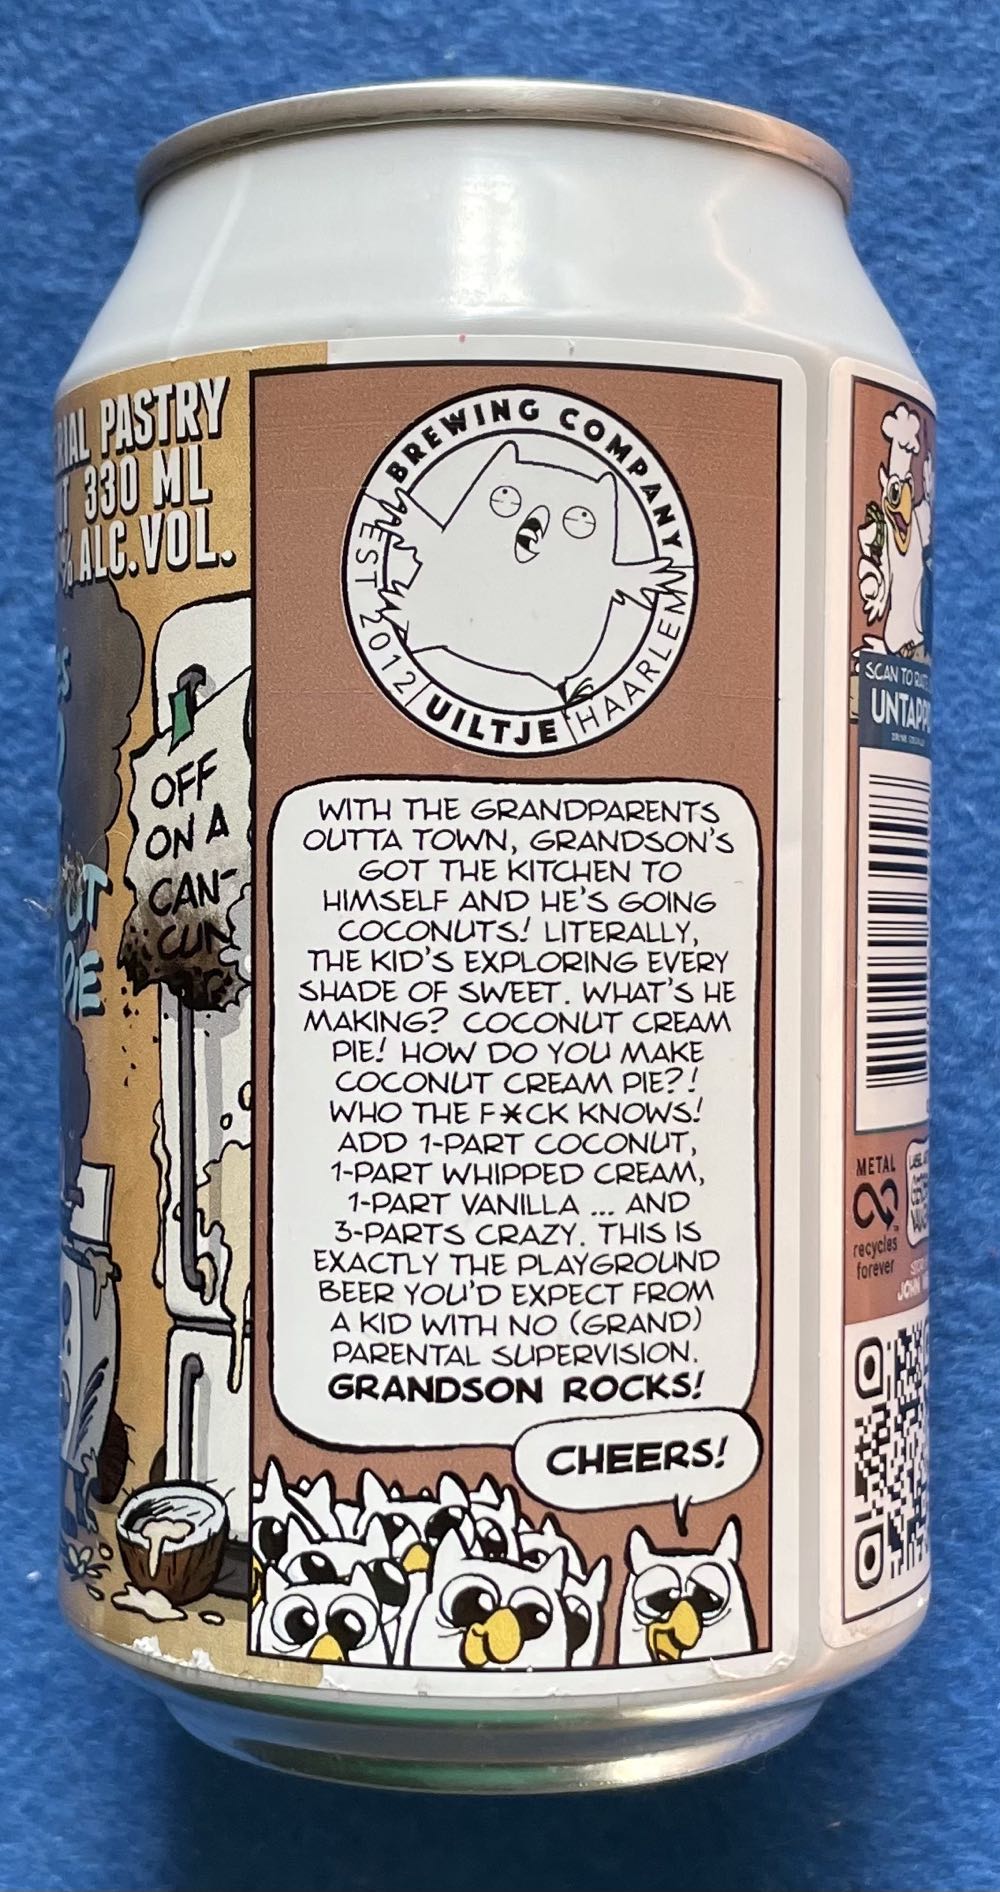 PASTRY
330 ML
% ALC.VOL.
OFF
ON A
CAN-
CUN
BREWING COMPANY
EST 2012
UILTJE
HAARLEM
WITH THE GRANDPARENTS
OUTTA TOWN, GRANDSON'S
GOT THE KITCHEN TO
HIMSELF AND HE'S GOING
COCONUTS! LITERALLY,
THE KID'S EXPLORING EVERY
SHADE OF SWEET. WHAT'S HE
MAKING? COCONUT CREAM
PIE! HOW DO YOU MAKE
COCONUT CREAM PIE?!
WHO THE F*CK KNOWS!
ADD 1-PART COCONUT,
1-PART WHIPPED CREAM,
1-PART VANILLA ... AND
3-PARTS CRAZY. THIS IS
EXACTLY THE PLAYGROUND
BEER YOU'D EXPECT FROM
A KID WITH NO (GRAND)
PARENTAL SUPERVISION.
GRANDSON ROCKS!
CHEERS!
SCAN TO
METAL
recycles
forever
JOHN